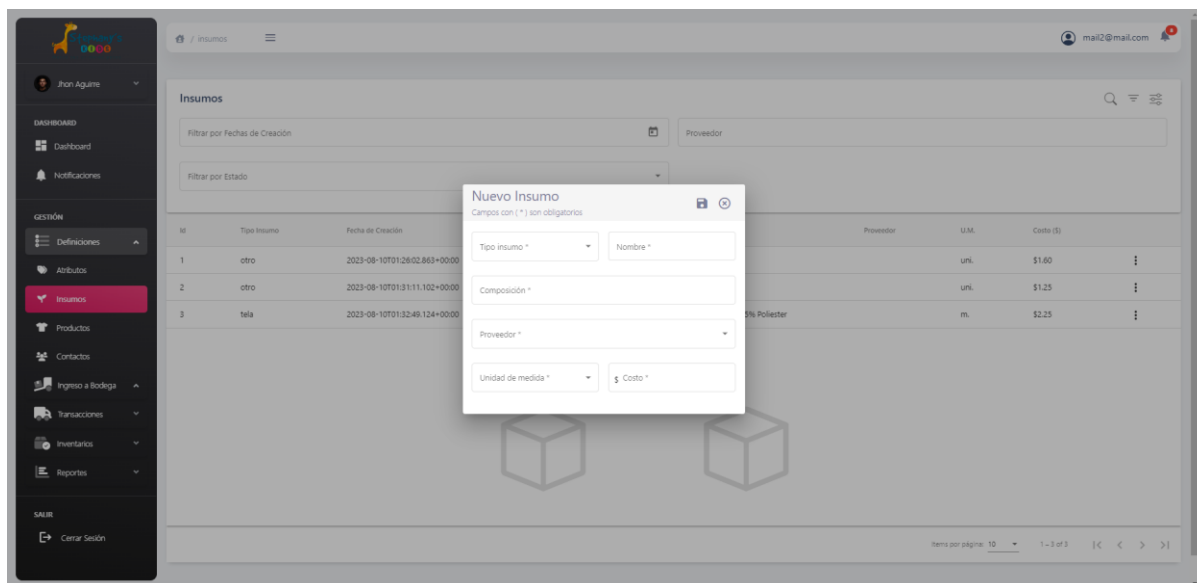 / insumos
mail2@mail.com
Jhon Aguirre
DASHBOARD
Dashboard
Notificaciones
GESTIÓN
Definiciones
Atributos
Insumos
Productos
Contactos
Ingreso a Bodega
Transacciones
Inventarios
Reportes
SALIR
Cerrar Sesión
Insumos
Filtrar por Fechas de Creación
Proveedor
Filtrar por Estado
Id Tipo Insumo Fecha de Creación Proveedor U.M. Costo ($)
1 otro 2023-08-10T01:28:02.863+00:00 uni. $1.60
2 otro 2023-08-10T01:31:11.102+00:00 uni. $1.25
3 tela 2023-08-10T01:32:49.124+00:00 5% Poliester m. $2.25
Nuevo Insumo
Campos con ( * ) son obligatorios
Tipo insumo * Nombre *
Composición *
Proveedor *
Unidad de medida * $ Costo *
Items por página: 10 1 – 3 of 3